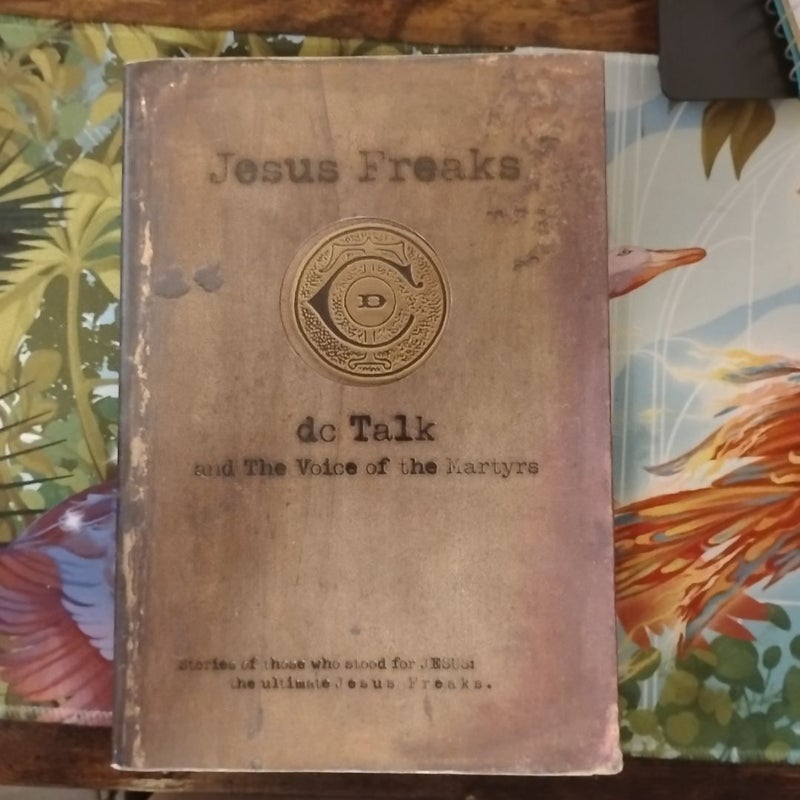 Jesus Freaks
D
dc Talk
and The Voice of the Martyrs
Stories of those who stood for JESUS:
the ultimate Jesus Freaks.